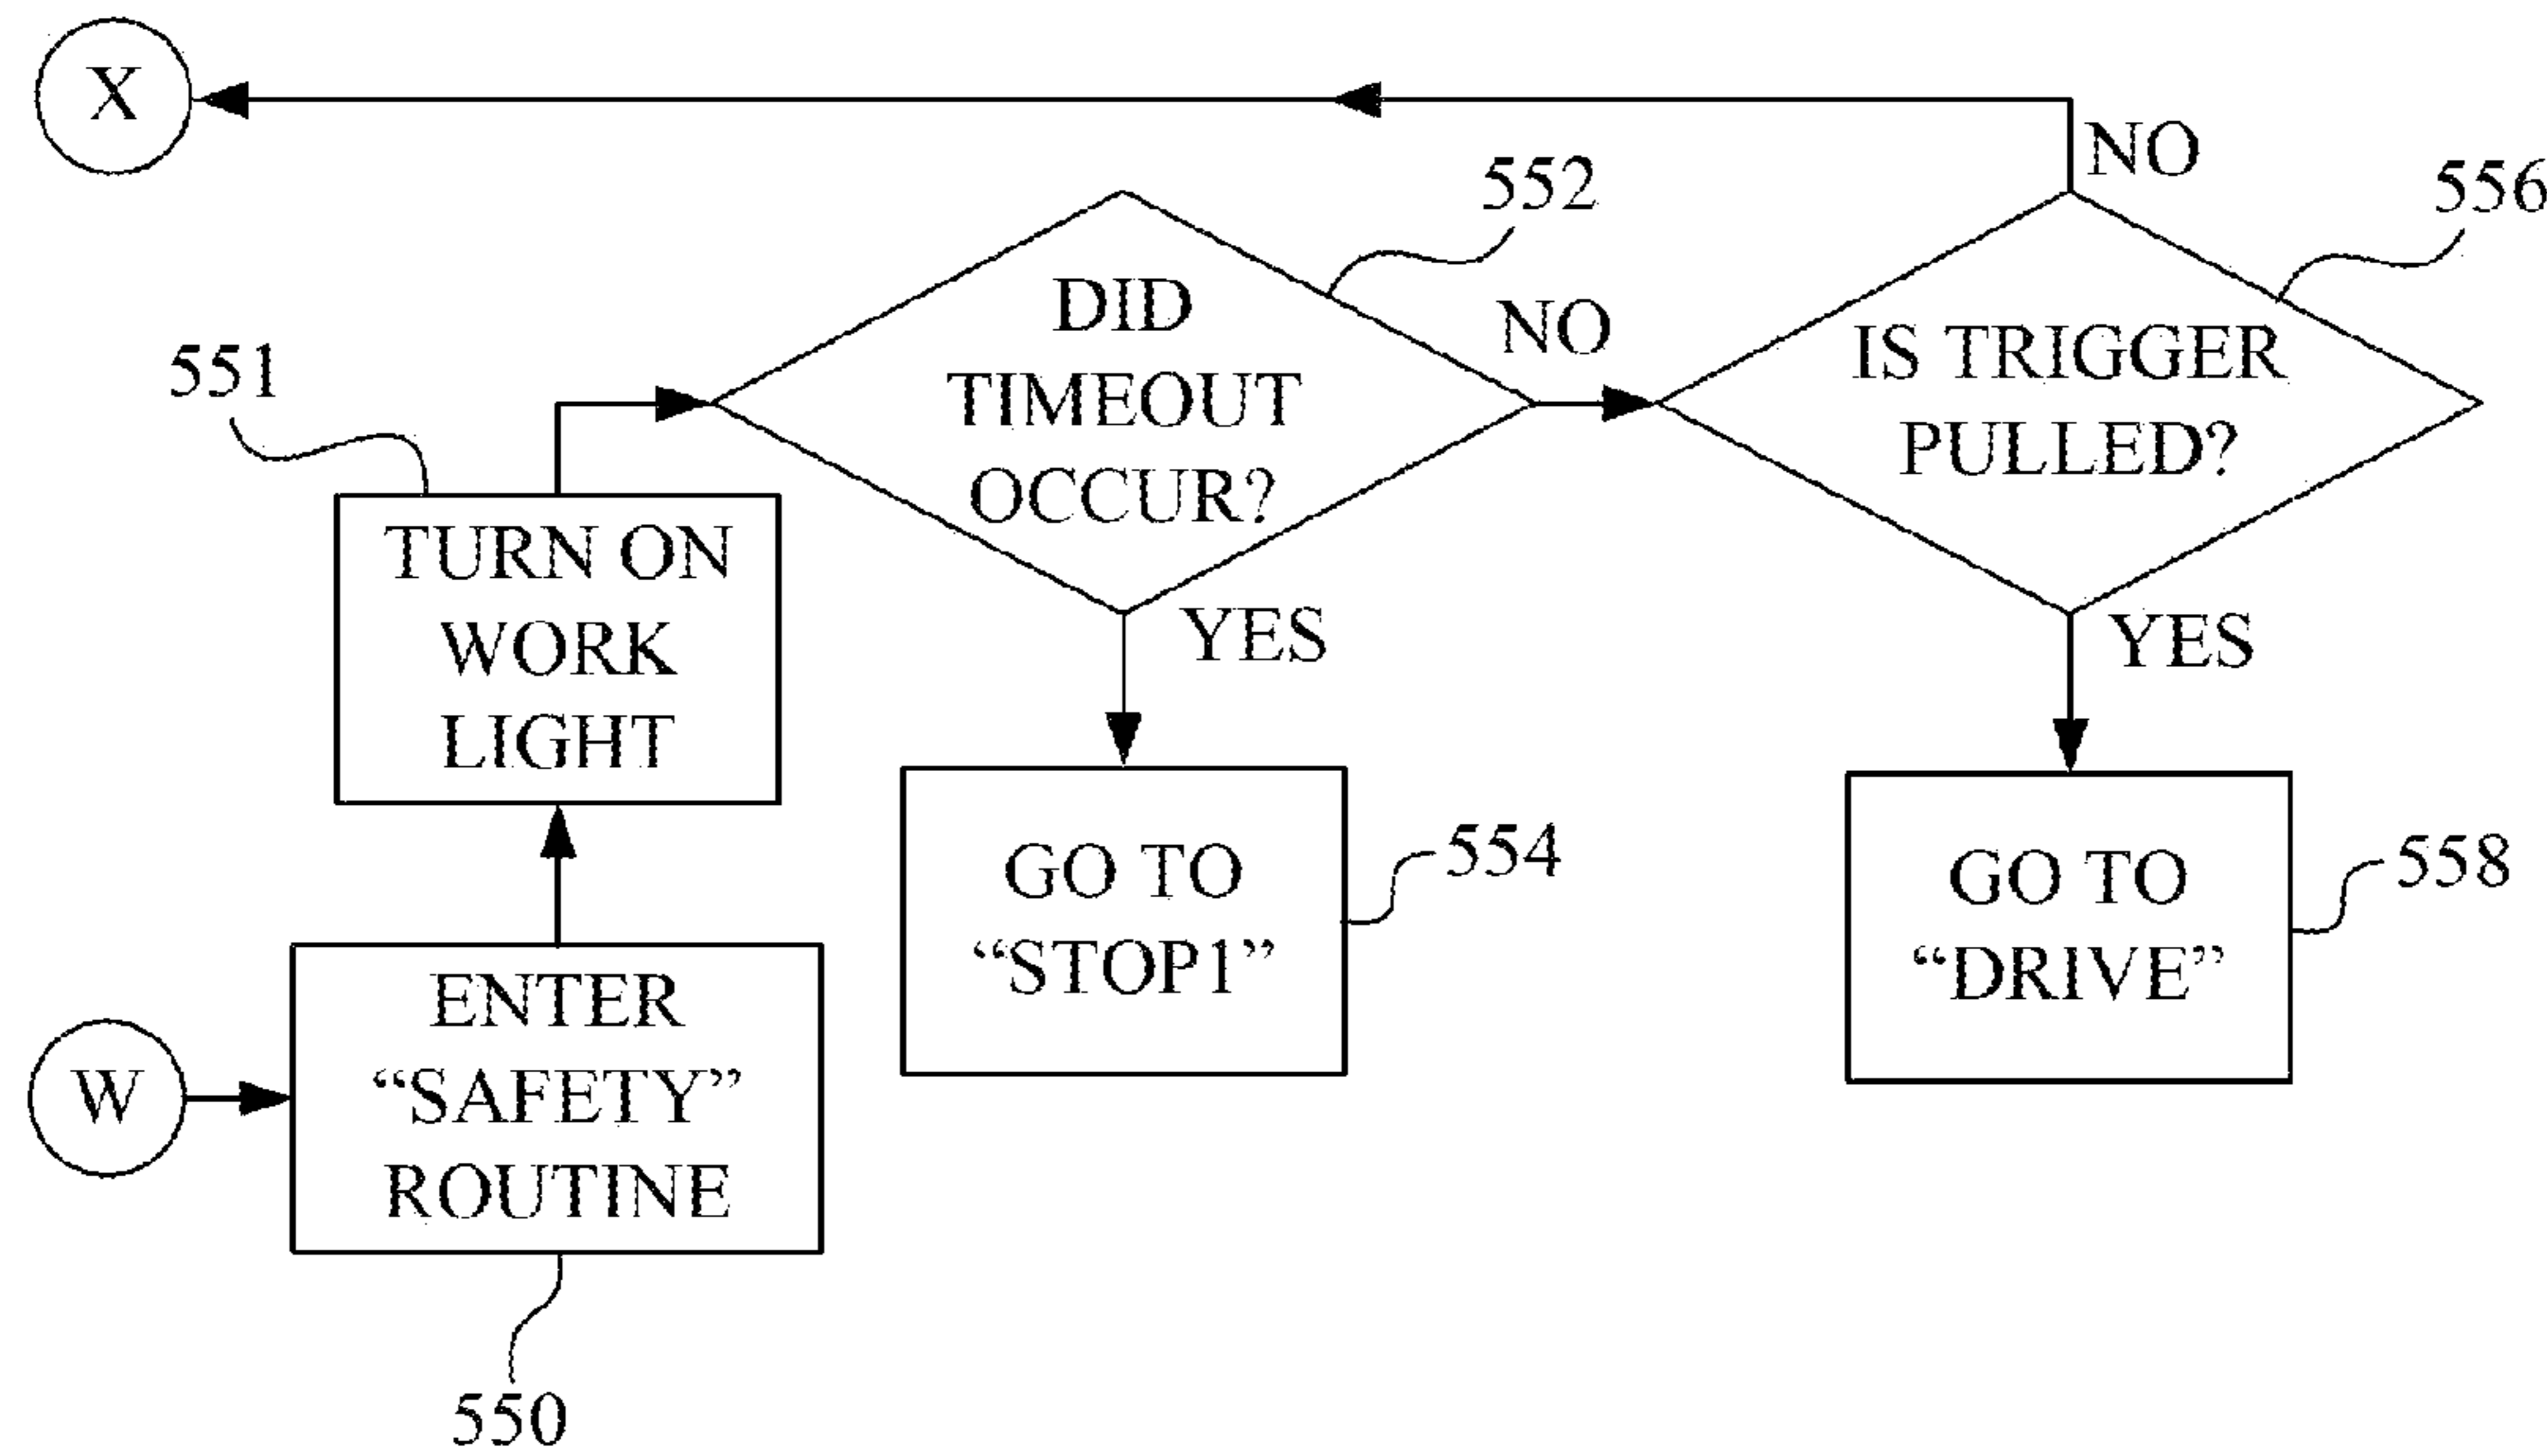 X
NO
552
556
551
DID
TIMEOUT
OCCUR?
NO
IS TRIGGER
PULLED?
TURN ON
WORK
LIGHT
YES
YES
GO TO
“STOP1”
554
GO TO
“DRIVE”
558
W
ENTER
“SAFETY”
ROUTINE
550